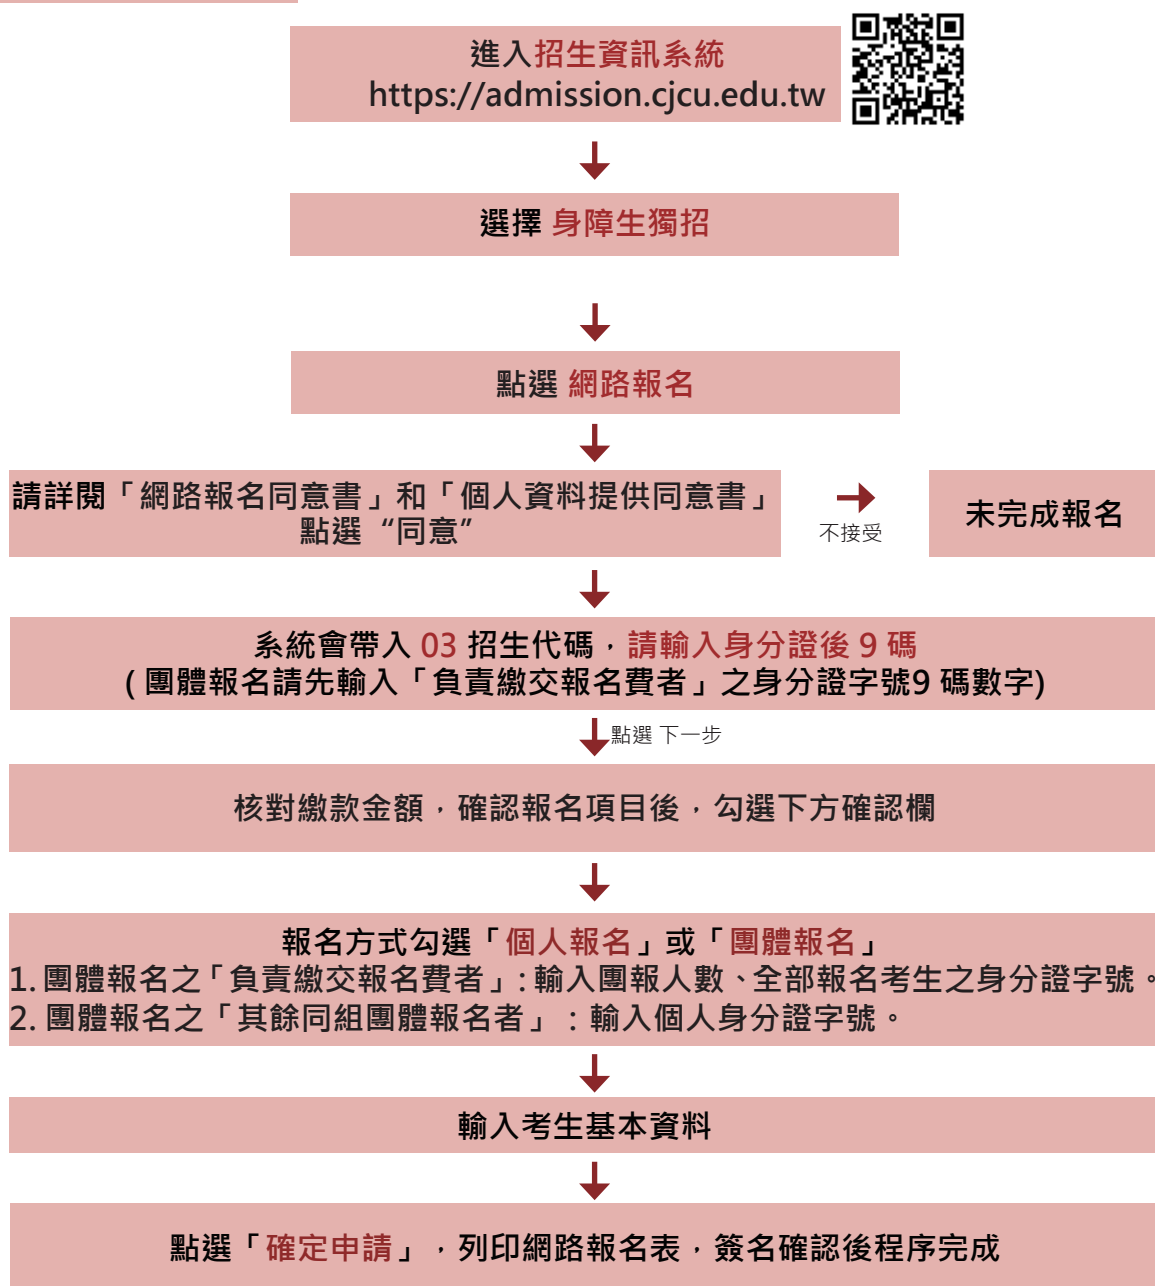 進入招生資訊系統
https://admission.cjcu.edu.tw
選擇 身障生獨招
點選 網路報名
請詳閱「網路報名同意書」和「個人資料提供同意書」
點選 “同意”
不接受
未完成報名
系統會帶入 03 招生代碼，請輸入身分證後 9 碼
( 團體報名請先輸入「負責繳交報名費者」之身分證字號9 碼數字)
點選 下一步
核對繳款金額，確認報名項目後，勾選下方確認欄
報名方式勾選「個人報名」或「團體報名」
1. 團體報名之「負責繳交報名費者」：輸入團報人數、全部報名考生之身分證字號。
2. 團體報名之「其餘同組團體報名者」：輸入個人身分證字號。
輸入考生基本資料
點選「確定申請」，列印網路報名表，簽名確認後程序完成